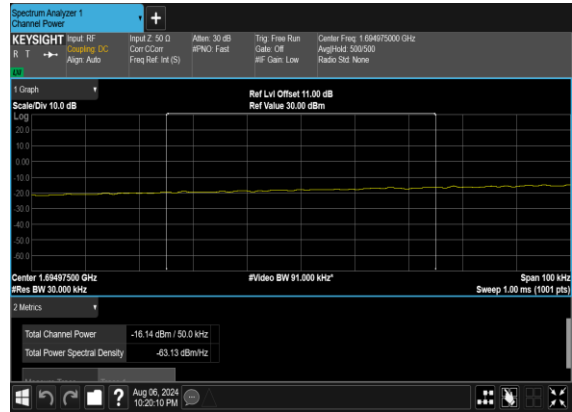 Spectrum Analyzer 1
Channel Power
+
KEYSIGHT
R T
LW
Input: RF
Coupling: DC
Align: Auto
Input Z: 50 Ω
Corr CCorr
Freq Ref: Int (S)
Atten: 30 dB
#PNO: Fast
Trig: Free Run
Gate: Off
#IF Gain: Low
Center Freq: 1.694975000 GHz
Avg|Hold: 500/500
Radio Std: None
1 Graph
Scale/Div 10.0 dB
Ref Lvl Offset 11.00 dB
Ref Value 30.00 dBm
Log
20.0
10.0
0.00
-10.0
-20.0
-30.0
-40.0
-50.0
-60.0
Center 1.69497500 GHz
#Res BW 30.000 kHz
#Video BW 91.000 kHz*
Span 100 kHz
Sweep 1.00 ms (1001 pts)
2 Metrics
Total Channel Power -16.14 dBm / 50.0 kHz
Total Power Spectral Density -63.13 dBm/Hz
?
Aug 06, 2024
10:20:10 PM